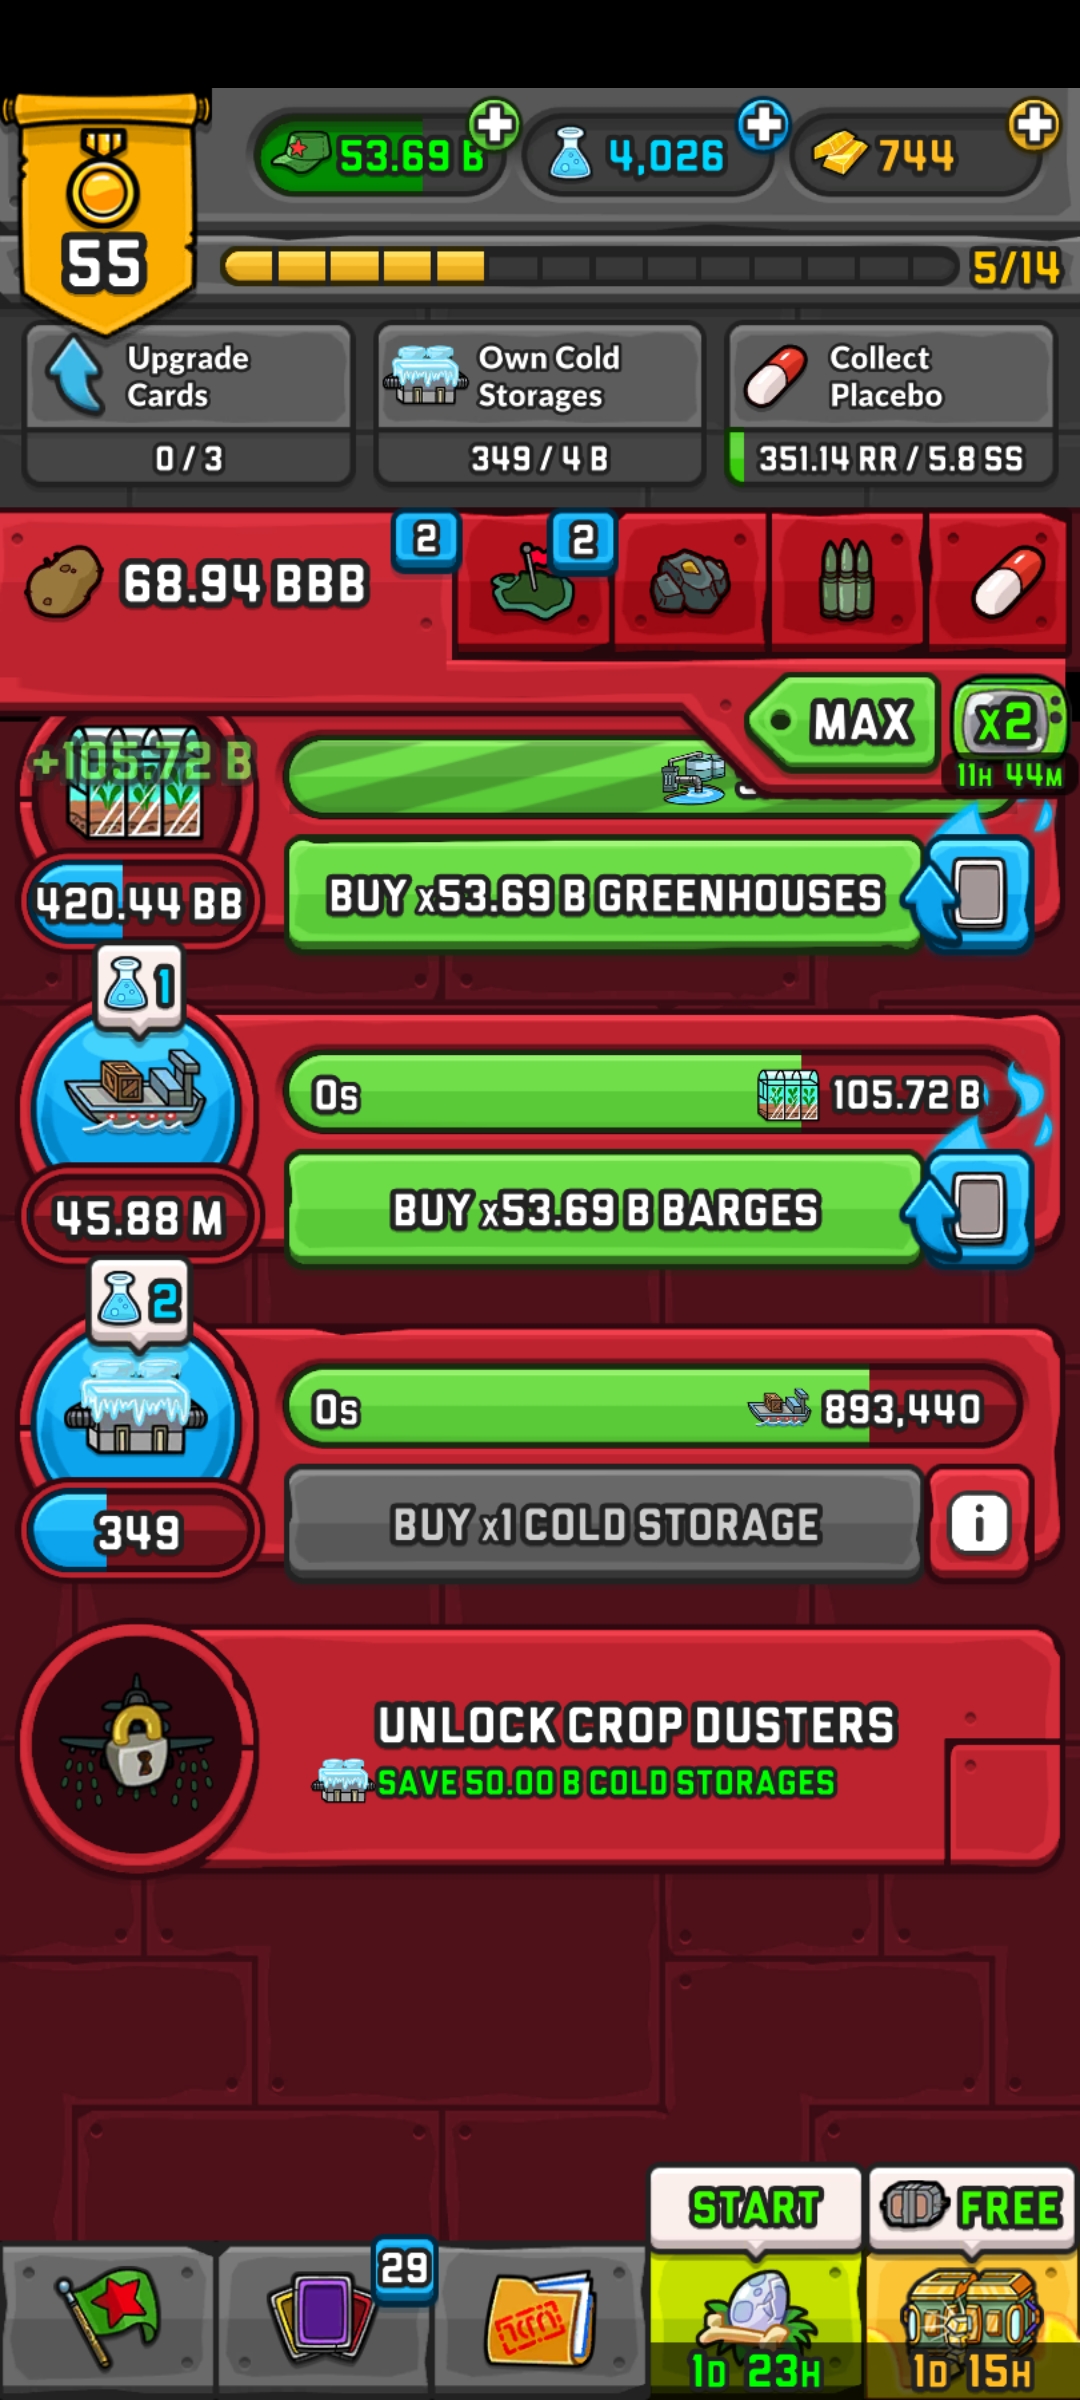 55
53.69 B
4,026
744
5/14
Upgrade
Cards
0 / 3
Own Cold
Storages
349 / 4 B
Collect
Placebo
351.14 RR / 5.8 SS
68.94 BBB
2
2
MAX
x2
11H 44M
+105.72 B
420.44 BB
BUY x53.69 B GREENHOUSES
1
0s
105.72 B
45.88 M
BUY x53.69 B BARGES
2
0s
893,440
349
BUY x1 COLD STORAGE
i
UNLOCK CROP DUSTERS
SAVE 50.00 B COLD STORAGES
START
FREE
29
1D 23H
1D 15H